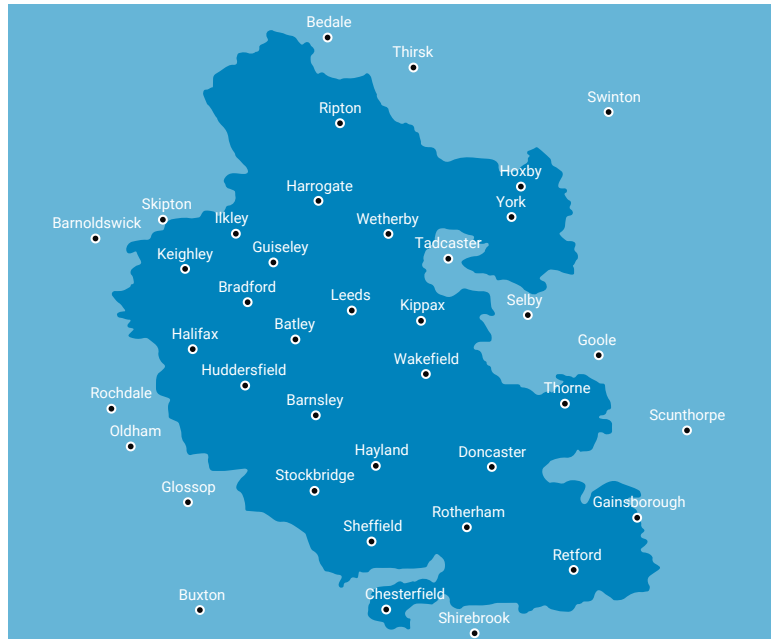 Bedale
Thirsk
Swinton
Ripton
Hoxby
Harrogate
York
Skipton
Ilkley
Wetherby
Barnoldswick
Tadcaster
Guiseley
Keighley
Bradford
Leeds
Selby
Kippax
Batley
Halifax
Goole
Wakefield
Huddersfield
Thorne
Rochdale
Barnsley
Scunthorpe
Oldham
Hayland
Doncaster
Stockbridge
Glossop
Gainsborough
Rotherham
Sheffield
Retford
Buxton
Chesterfield
Shirebrook